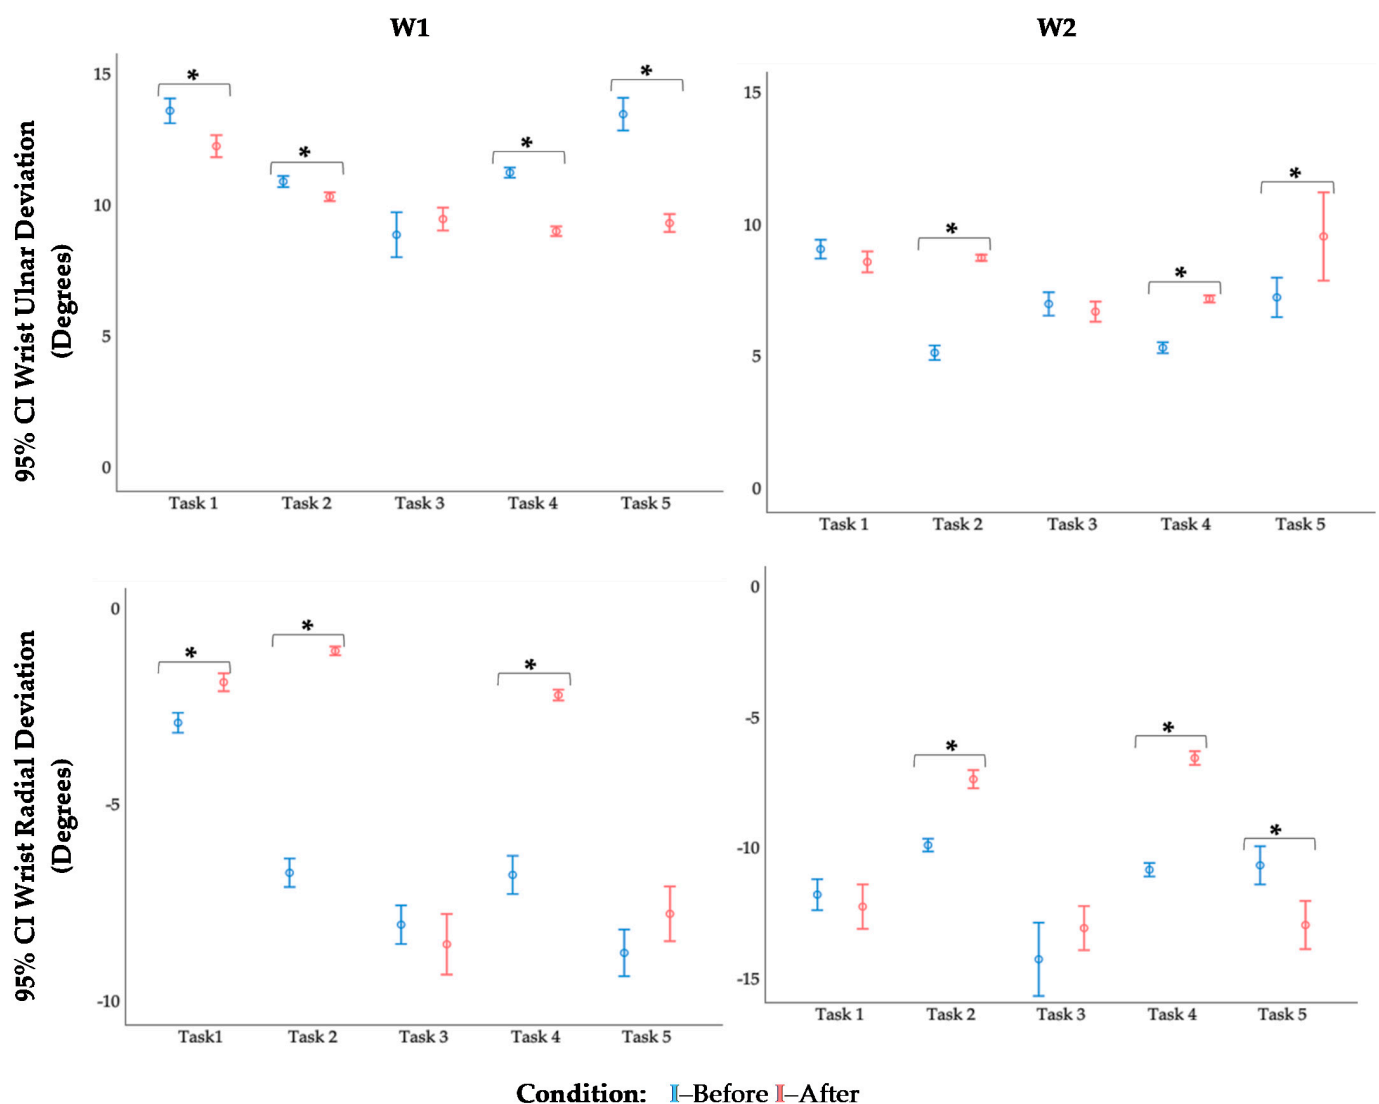 W1
W2
95% CI Wrist Ulnar Deviation
(Degrees)
15
10
5
0
*
*
*
*
Task 1
Task 2
Task 3
Task 4
Task 5
15
10
5
0
*
*
*
Task 1
Task 2
Task 3
Task 4
Task 5
95% CI Wrist Radial Deviation
(Degrees)
0
-5
-10
*
*
*
Task1
Task 2
Task 3
Task 4
Task 5
0
-5
-10
-15
*
*
*
Task 1
Task 2
Task 3
Task 4
Task 5
Condition: I–Before I–After